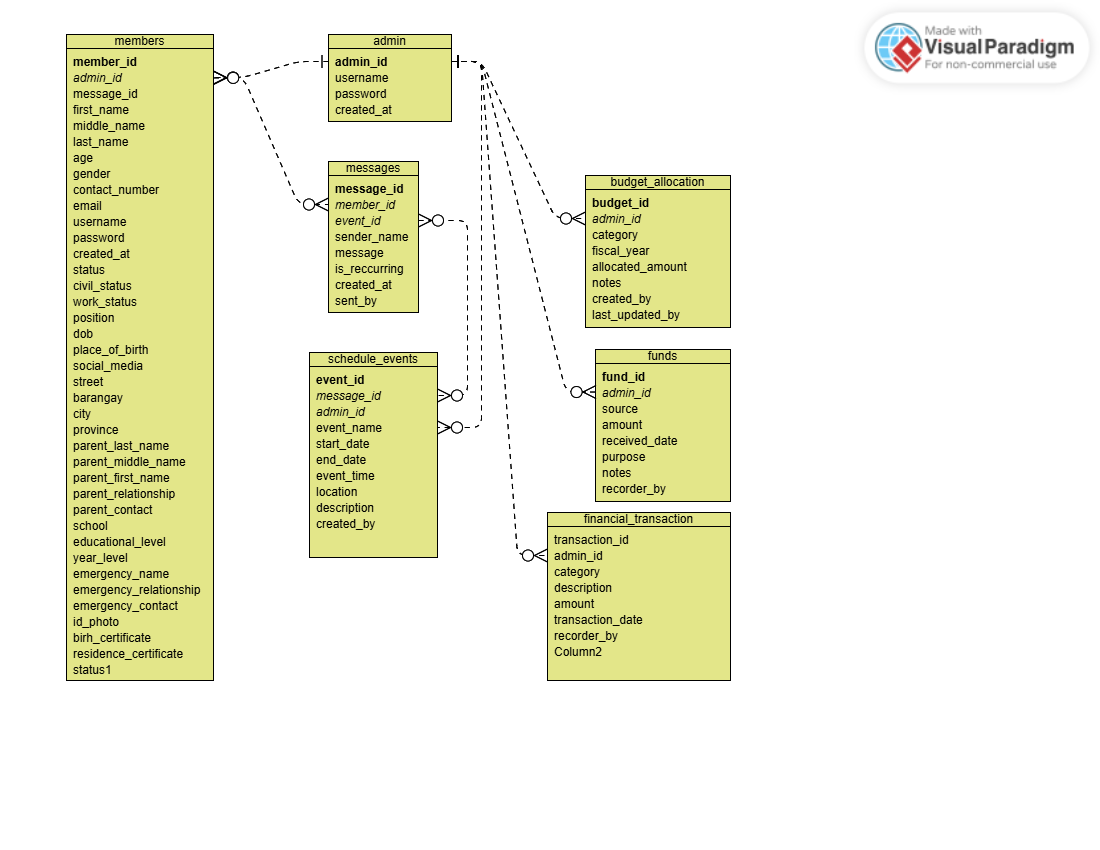 members
member_id
admin_id
message_id
first_name
middle_name
last_name
age
gender
contact_number
email
username
password
created_at
status
civil_status
work_status
position
dob
place_of_birth
social_media
street
barangay
city
province
parent_last_name
parent_middle_name
parent_first_name
parent_relationship
parent_contact
school
educational_level
year_level
emergency_name
emergency_relationship
emergency_contact
id_photo
birh_certificate
residence_certificate
status1
admin
admin_id
username
password
created_at
messages
message_id
member_id
event_id
sender_name
message
is_reccurring
created_at
sent_by
schedule_events
event_id
message_id
admin_id
event_name
start_date
end_date
event_time
location
description
created_by
budget_allocation
budget_id
admin_id
category
fiscal_year
allocated_amount
notes
created_by
last_updated_by
funds
fund_id
admin_id
source
amount
received_date
purpose
notes
recorder_by
financial_transaction
transaction_id
admin_id
category
description
amount
transaction_date
recorder_by
Column2
Made with
Visual Paradigm
For non-commercial use